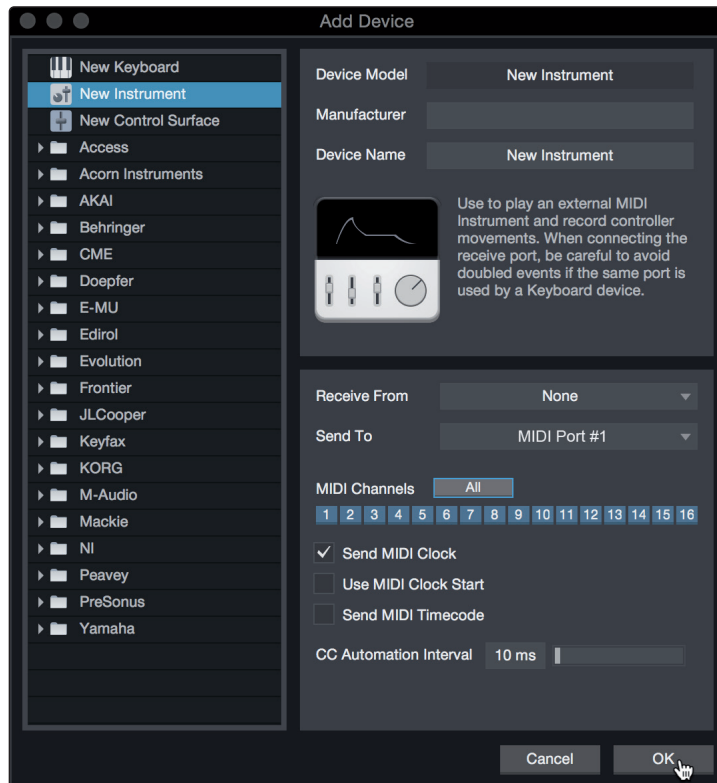 Add Device
New Keyboard
New Instrument
New Control Surface
Access
Acorn Instruments
AKAI
Behringer
CME
Doepfer
E-MU
Edirol
Evolution
Frontier
JLCooper
Keyfax
KORG
M-Audio
Mackie
NI
Peavey
PreSonus
Yamaha
Device Model New Instrument
Manufacturer
Device Name New Instrument
Use to play an external MIDI
Instrument and record controller
movements. When connecting the
receive port, be careful to avoid
doubled events if the same port is
used by a Keyboard device.
Receive From None
Send To MIDI Port #1
MIDI Channels All
1 2 3 4 5 6 7 8 9 10 11 12 13 14 15 16
Send MIDI Clock
Use MIDI Clock Start
Send MIDI Timecode
CC Automation Interval 10 ms
Cancel OK